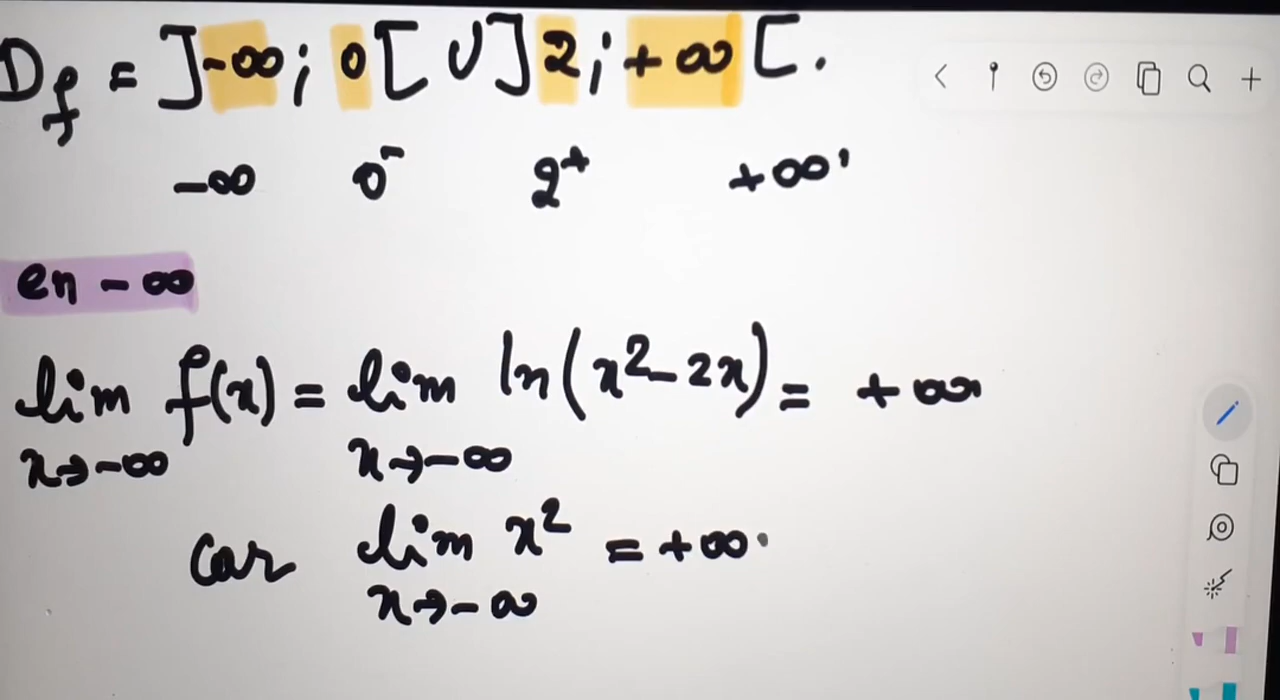 Df = ]-∞; 0[ U ]2; +∞[.
-∞ 0⁻ 2⁺ +∞'
en -∞
lim f(x) = lim ln(x²-2x) = +∞
x→-∞ x→-∞
car lim x² = +∞.
x→-∞